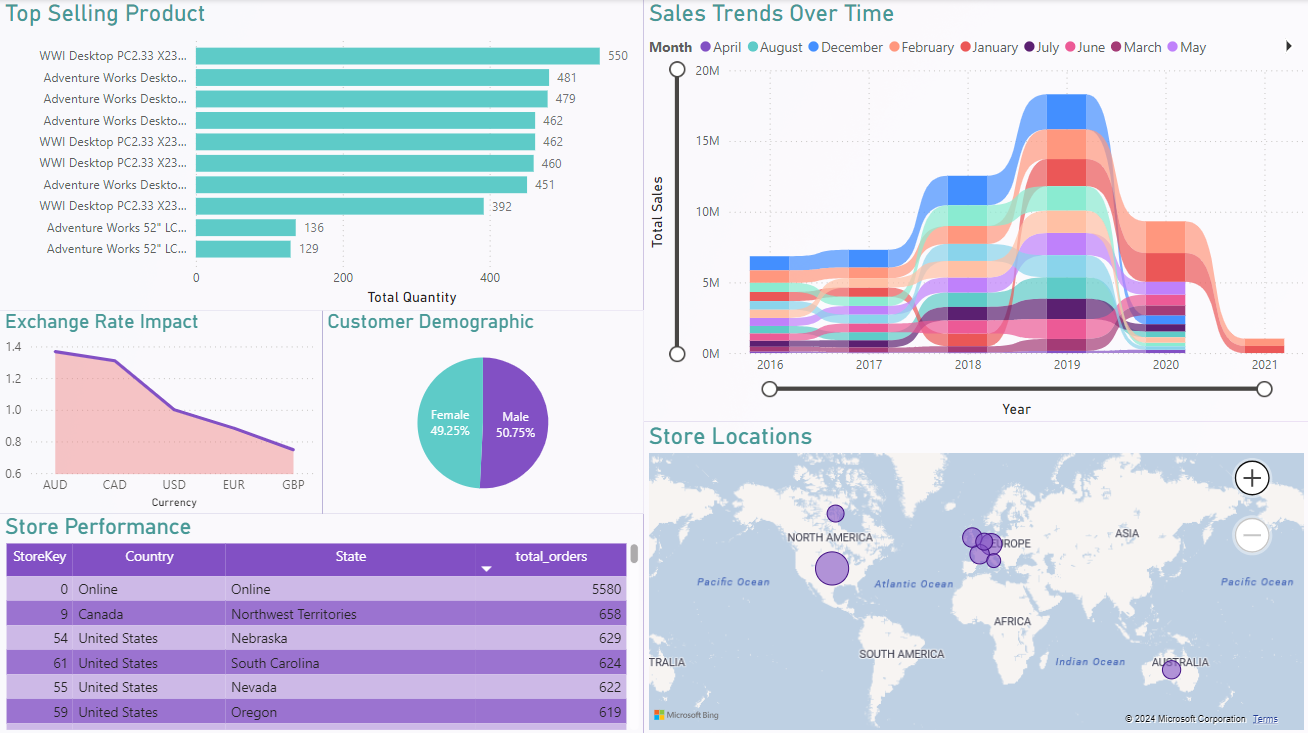 Top Selling Product
WWI Desktop PC2.33 X23... 550
Adventure Works Deskto... 481
Adventure Works Deskto... 479
Adventure Works Deskto... 462
WWI Desktop PC2.33 X23... 462
WWI Desktop PC2.33 X23... 460
Adventure Works Deskto... 451
WWI Desktop PC2.33 X23... 392
Adventure Works 52" LC... 136
Adventure Works 52" LC... 129
0 200 400
Total Quantity
Sales Trends Over Time
Month April August December February January July June March May
Total Sales
20M
15M
10M
5M
0M
2016 2017 2018 2019 2020 2021
Year
Exchange Rate Impact
1.4
1.2
1.0
0.8
0.6
AUD CAD USD EUR GBP
Currency
Customer Demographic
Female
49.25%
Male
50.75%
Store Performance
StoreKey Country State total_orders
0 Online Online 5580
9 Canada Northwest Territories 658
54 United States Nebraska 629
61 United States South Carolina 624
55 United States Nevada 622
59 United States Oregon 619
Store Locations
NORTH AMERICA
EUROPE
ASIA
Pacific Ocean
Atlantic Ocean
Pacific Ocean
AFRICA
SOUTH AMERICA
Indian Ocean
AUSTRALIA
TRALIA
Microsoft Bing
© 2024 Microsoft Corporation Terms